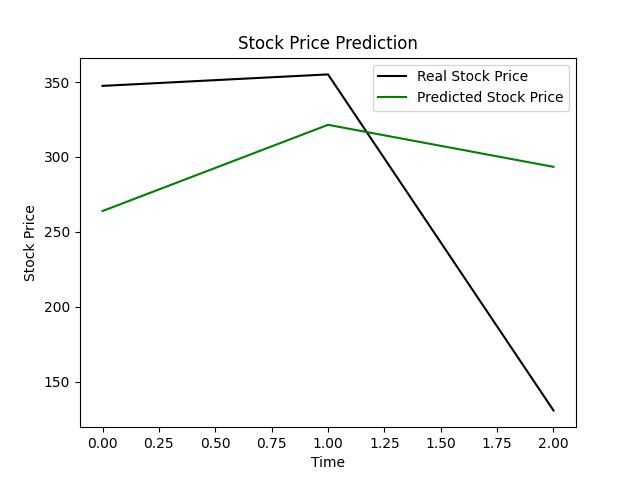 Stock Price Prediction
Real Stock Price
Predicted Stock Price
Stock Price
350
300
250
200
150
0.00 0.25 0.50 0.75 1.00 1.25 1.50 1.75 2.00
Time